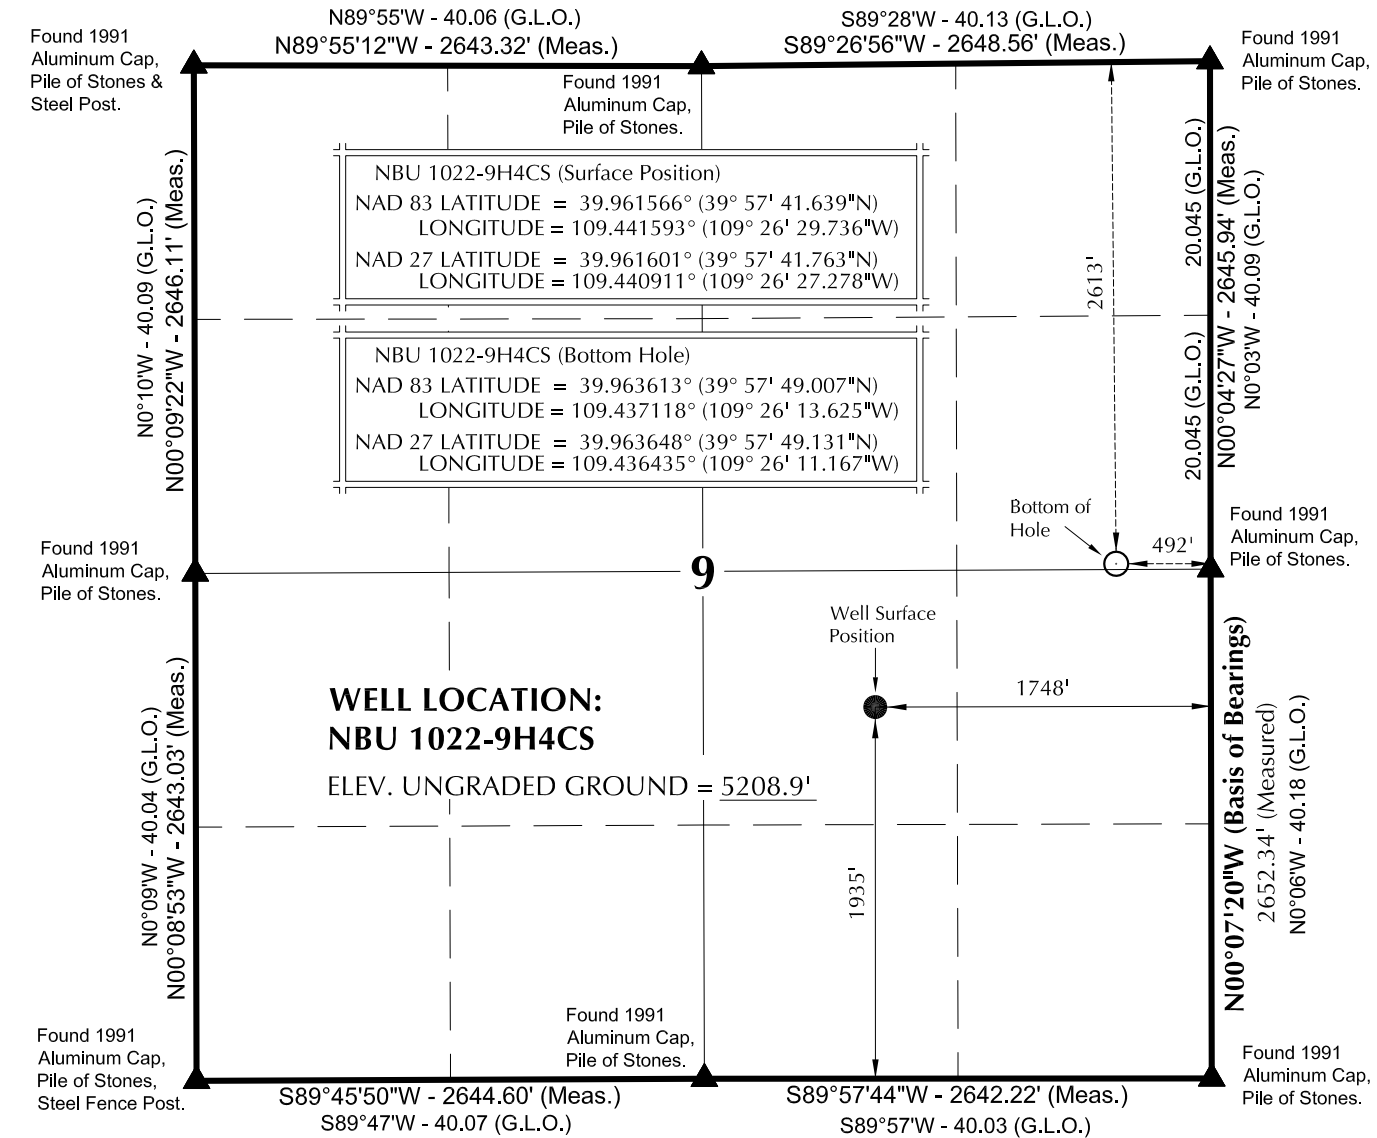 N89°55'W - 40.06 (G.L.O.)
N89°55'12"W - 2643.32' (Meas.)
S89°28'W - 40.13 (G.L.O.)
S89°26'56"W - 2648.56' (Meas.)
Found 1991
Aluminum Cap,
Pile of Stones &
Steel Post.
Found 1991
Aluminum Cap,
Pile of Stones.
Found 1991
Aluminum Cap,
Pile of Stones.
NBU 1022-9H4CS (Surface Position)
NAD 83 LATITUDE = 39.961566° (39° 57' 41.639"N)
LONGITUDE = 109.441593° (109° 26' 29.736"W)
NAD 27 LATITUDE = 39.961601° (39° 57' 41.763"N)
LONGITUDE = 109.440911° (109° 26' 27.278"W)
NBU 1022-9H4CS (Bottom Hole)
NAD 83 LATITUDE = 39.963613° (39° 57' 49.007"N)
LONGITUDE = 109.437118° (109° 26' 13.625"W)
NAD 27 LATITUDE = 39.963648° (39° 57' 49.131"N)
LONGITUDE = 109.436435° (109° 26' 11.167"W)
N0°10'W - 40.09 (G.L.O.)
N00°09'22"W - 2646.11' (Meas.)
2613'
20.045 (G.L.O.)
20.045 (G.L.O.)
N00°04'27"W - 2645.94' (Meas.)
N0°03'W - 40.09 (G.L.O.)
Bottom of
Hole
492'
Found 1991
Aluminum Cap,
Pile of Stones.
Found 1991
Aluminum Cap,
Pile of Stones.
9
Well Surface
Position
1748'
1935'
WELL LOCATION:
NBU 1022-9H4CS
ELEV. UNGRADED GROUND = 5208.9'
N0°09'W - 40.04 (G.L.O.)
N00°08'53"W - 2643.03' (Meas.)
N00°07'20"W (Basis of Bearings)
2652.34' (Measured)
N0°06'W - 40.18 (G.L.O.)
Found 1991
Aluminum Cap,
Pile of Stones,
Steel Fence Post.
Found 1991
Aluminum Cap,
Pile of Stones.
Found 1991
Aluminum Cap,
Pile of Stones.
S89°45'50"W - 2644.60' (Meas.)
S89°47'W - 40.07 (G.L.O.)
S89°57'44"W - 2642.22' (Meas.)
S89°57'W - 40.03 (G.L.O.)